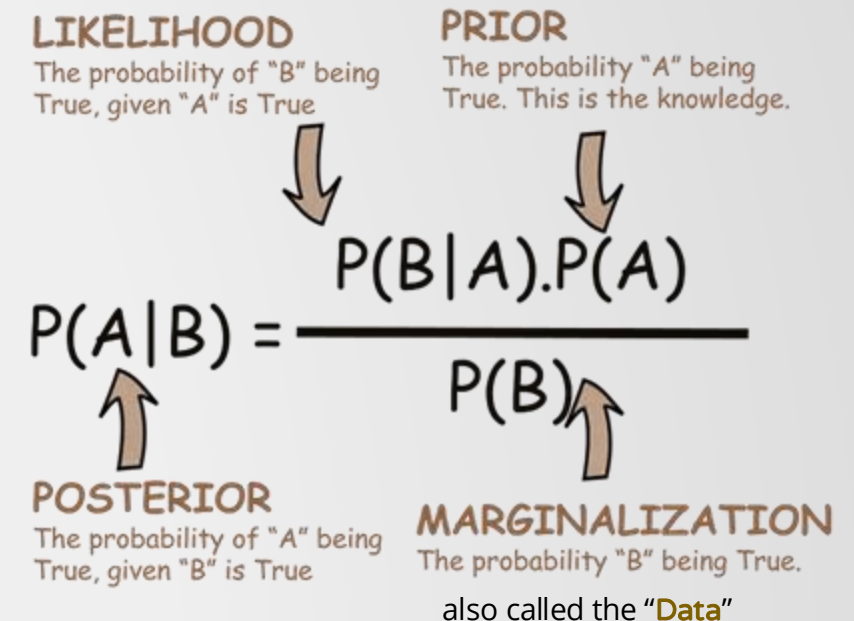 LIKELIHOOD
The probability of “B” being
True, given “A” is True
PRIOR
The probability “A” being
True. This is the knowledge.
P(A|B) = P(B|A).P(A)
P(B)
POSTERIOR
The probability of “A” being
True, given “B” is True
MARGINALIZATION
The probability “B” being True.
also called the “Data”